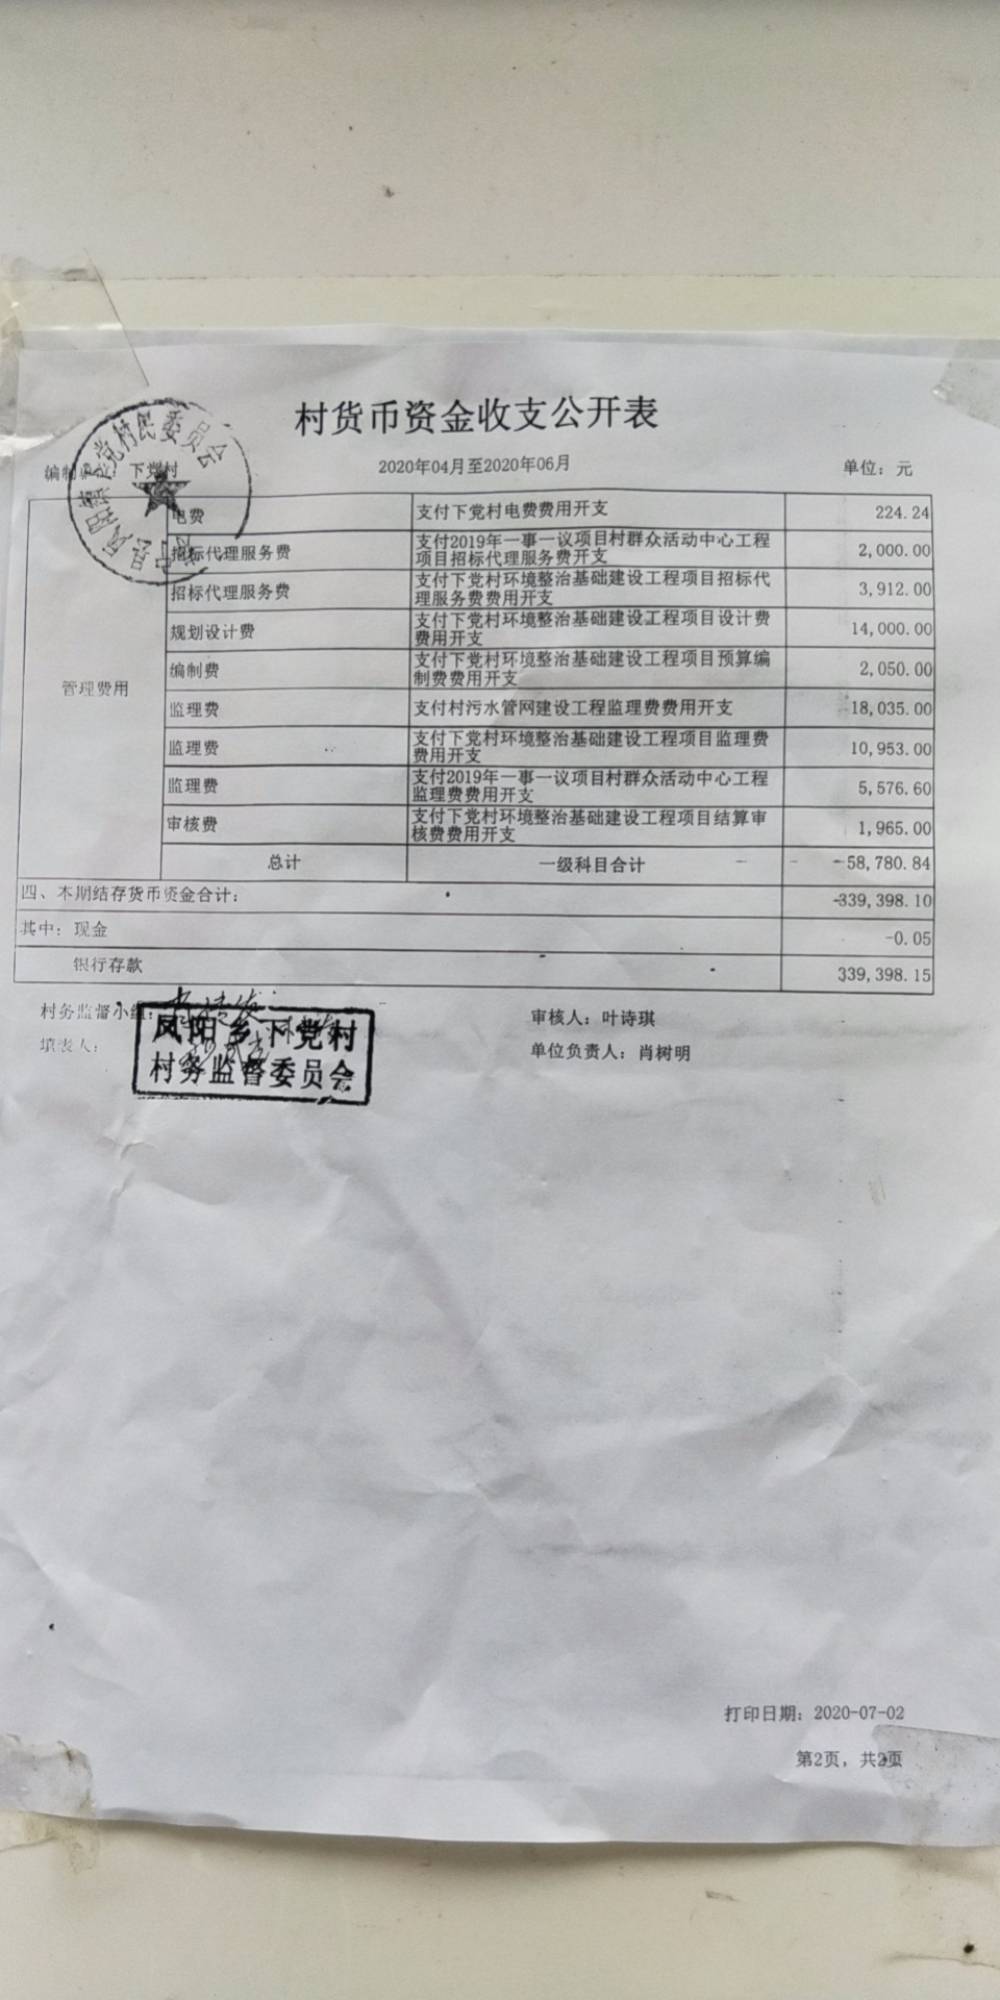 村货币资金收支公开表
下党村
2020年04月至2020年06月
单位：元
管理费用
电费
支付下党村电费费用开支
224.24
招标代理服务费
支付2019年一事一议项目村群众活动中心工程
项目招标代理服务费开支
2,000.00
招标代理服务费
支付下党村环境整治基础建设工程项目招标代
理服务费费用开支
3,912.00
规划设计费
支付下党村环境整治基础建设工程项目设计费
费用开支
14,000.00
编制费
支付下党村环境整治基础建设工程项目预算编
制费费用开支
2,050.00
监理费
支付村污水管网建设工程监理费费用开支
18,035.00
监理费
支付下党村环境整治基础建设工程项目监理费
费用开支
10,953.00
监理费
支付2019年一事一议项目村群众活动中心工程
监理费费用开支
5,576.60
审核费
支付下党村环境整治基础建设工程项目结算审
核费费用开支
1,965.00
总计
一级科目合计
58,780.84
四、本期结存货币资金合计：
339,398.10
其中：现金
-0.05
银行存款
339,398.15
村务监督小组：
审核人：叶诗琪
填表人：
单位负责人：肖树明
凤阳乡下党村
村务监督委员会
打印日期：2020-07-02
第2页，共2页